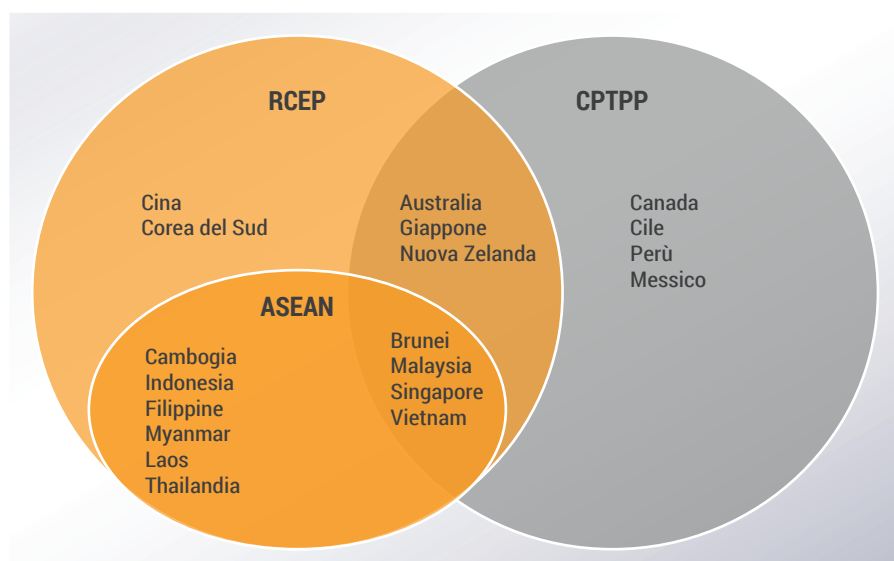 RCEP
CPTPP
Cina
Corea del Sud
Australia
Giappone
Nuova Zelanda
Canada
Cile
Perù
Messico
ASEAN
Cambogia
Indonesia
Filippine
Myanmar
Laos
Thailandia
Brunei
Malaysia
Singapore
Vietnam